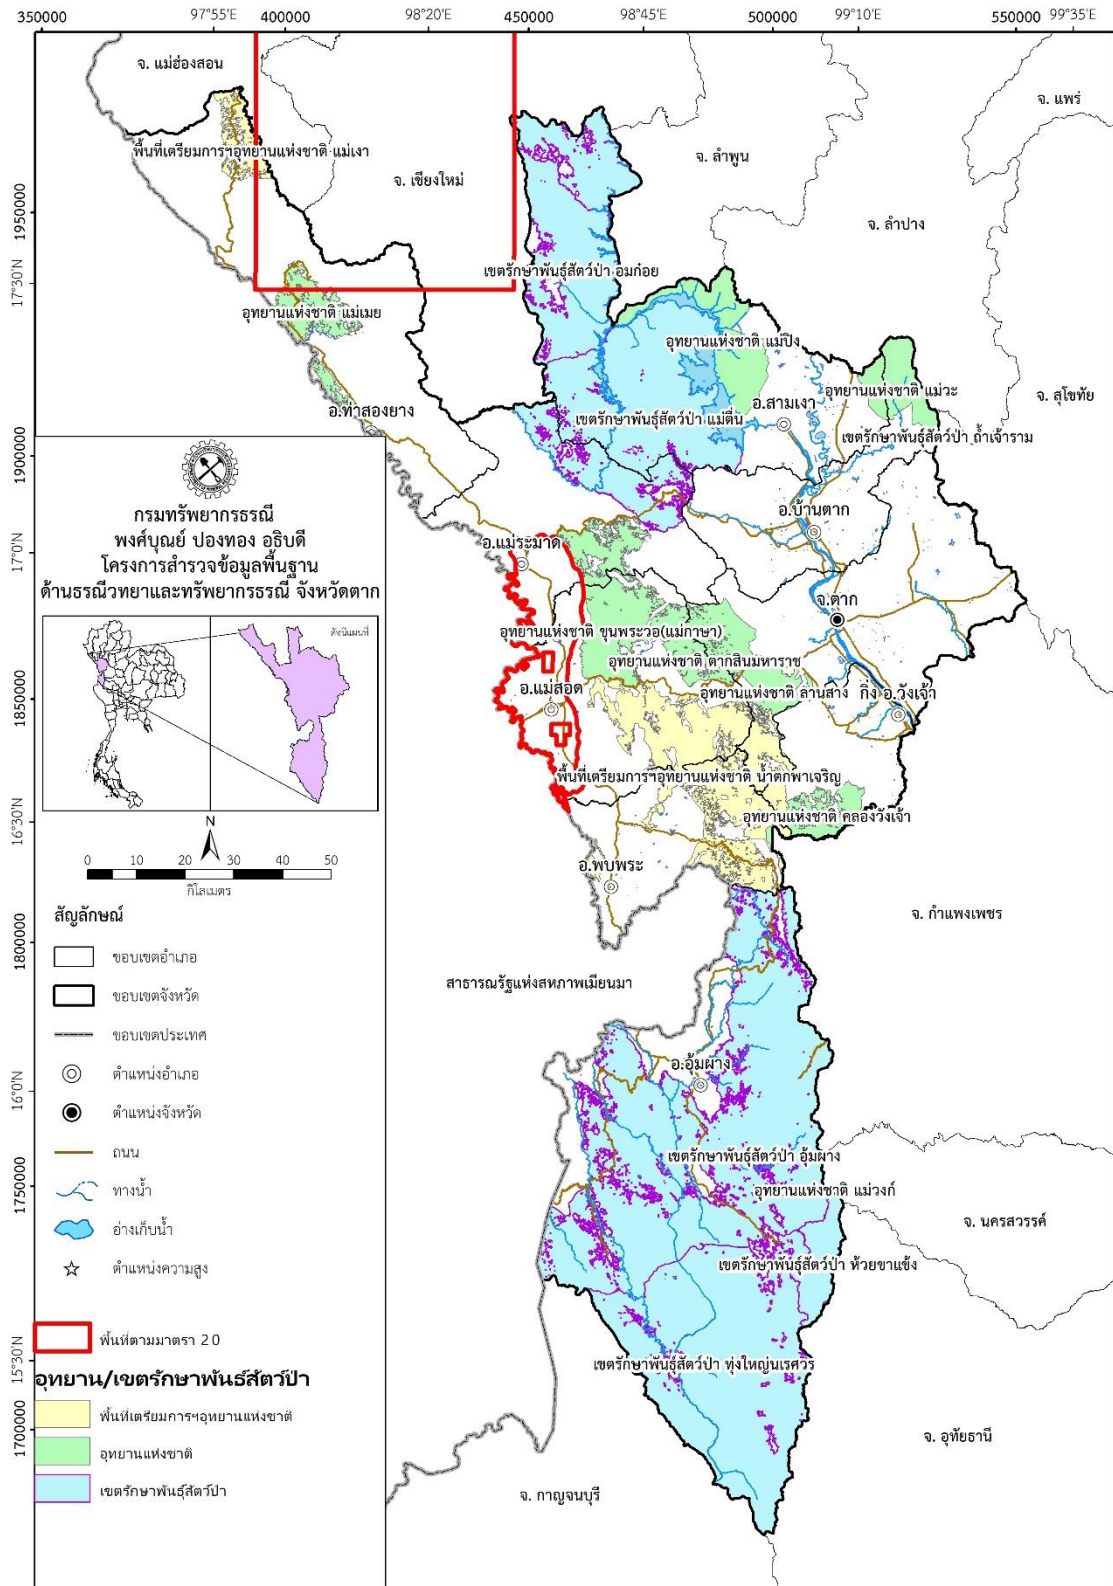 350000 97°55'E 400000 98°20'E 450000 98°45'E 500000 99°10'E 550000 99°35'E
จ. แม่ฮ่องสอน
จ. แพร่
พื้นที่เตรียมการฯอุทยานแห่งชาติ แม่เงา
จ. ลำพูน
จ. เชียงใหม่
1950000
จ. ลำปาง
17°30'N
เขตรักษาพันธุ์สัตว์ป่า อมก๋อย
อุทยานแห่งชาติ แม่เมย
อุทยานแห่งชาติ แม่ปิง
อุทยานแห่งชาติ แม่วะ
จ. สุโขทัย
อ.ท่าสองยาง
อ.สามเงา
เขตรักษาพันธุ์สัตว์ป่า แม่ตื่น
เขตรักษาพันธุ์สัตว์ป่า ถ้ำเจ้าราม
1900000
กรมทรัพยากรธรณี
พงศ์บุณย์ ปองทอง อธิบดี
โครงการสำรวจข้อมูลพื้นฐาน
ด้านธรณีวิทยาและทรัพยากรธรณี จังหวัดตาก
อ.บ้านตาก
อ.แม่ระมาด
17°0'N
จ.ตาก
ดัชนีแผนที่
อุทยานแห่งชาติ ขุนพระวอ(แม่กาษา)
อุทยานแห่งชาติ ตากสินมหาราช
อ.แม่สอด
อุทยานแห่งชาติ ลานสาง
กิ่ง อ.วังเจ้า
1850000
พื้นที่เตรียมการฯอุทยานแห่งชาติ น้ำตกพาเจริญ
16°30'N
อุทยานแห่งชาติ คลองวังเจ้า
N
0 10 20 30 40 50
กิโลเมตร
อ.พบพระ
จ. กำแพงเพชร
1800000
สาธารณรัฐแห่งสหภาพเมียนมา
สัญลักษณ์
ขอบเขตอำเภอ
ขอบเขตจังหวัด
ขอบเขตประเทศ
ตำแหน่งอำเภอ
ตำแหน่งจังหวัด
ถนน
ทางน้ำ
อ่างเก็บน้ำ
ตำแหน่งความสูง
พื้นที่ตามมาตรา 20
อ.อุ้มผาง
16°0'N
เขตรักษาพันธุ์สัตว์ป่า อุ้มผาง
1750000
อุทยานแห่งชาติ แม่วงก์
จ. นครสวรรค์
เขตรักษาพันธุ์สัตว์ป่า ห้วยขาแข้ง
15°30'N
เขตรักษาพันธุ์สัตว์ป่า ทุ่งใหญ่นเรศวร
อุทยาน/เขตรักษาพันธ์สัตว์ป่า
พื้นที่เตรียมการฯอุทยานแห่งชาติ
อุทยานแห่งชาติ
เขตรักษาพันธุ์สัตว์ป่า
1700000
จ. อุทัยธานี
จ. กาญจนบุรี